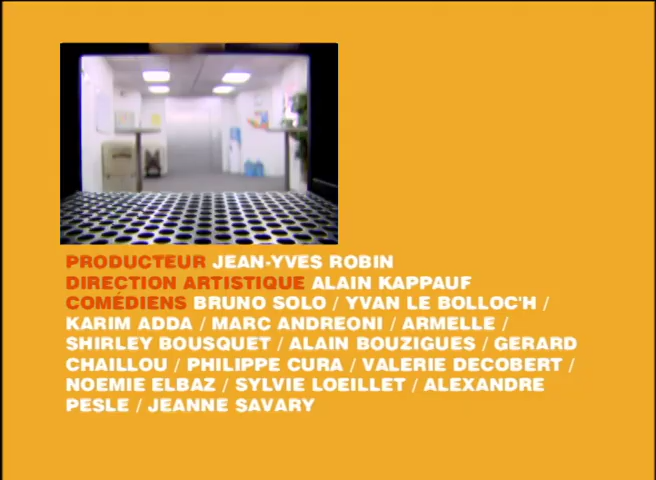 PRODUCTEUR JEAN-YVES ROBIN
DIRECTION ARTISTIQUE ALAIN KAPPAUF
COMÉDIENS BRUNO SOLO / YVAN LE BOLLOC'H /
KARIM ADDA / MARC ANDREONI / ARMELLE /
SHIRLEY BOUSQUET / ALAIN BOUZIGUES / GERARD
CHAILLOU / PHILIPPE CURA / VALERIE DECOBERT /
NOEMIE ELBAZ / SYLVIE LOEILLET / ALEXANDRE
PESLE / JEANNE SAVARY